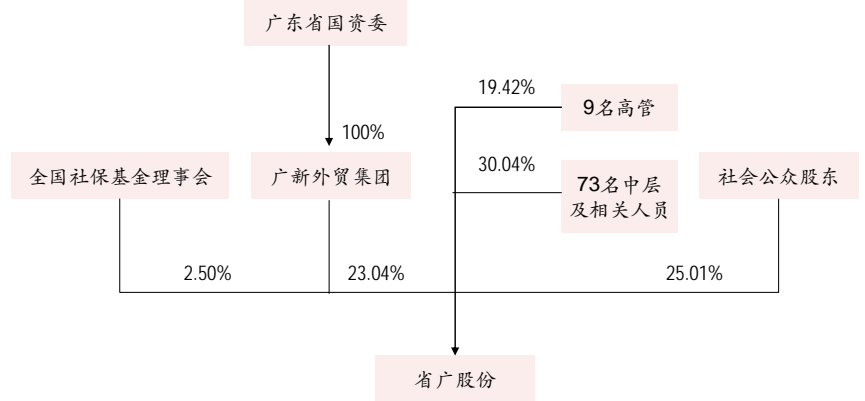 广东省国资委
19.42%
9名高管
100%
全国社保基金理事会
广新外贸集团
30.04%
73名中层
及相关人员
社会公众股东
2.50%
23.04%
25.01%
省广股份